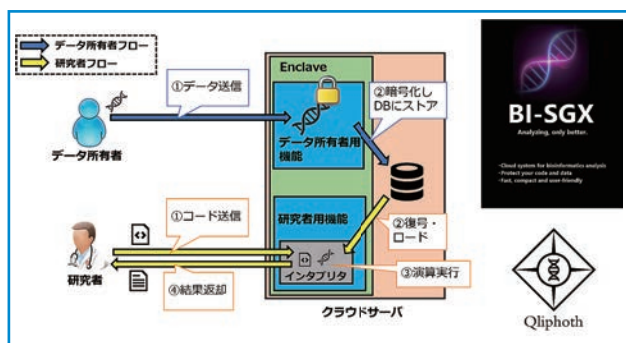 データ所有者フロー
研究者フロー
Enclave
①データ送信
データ所有者
データ所有者用
機能
②暗号化し
DBにストア
①コード送信
研究者用機能
②復号・
ロード
インタプリタ
③演算実行
研究者
④結果返却
クラウドサーバ
BI-SGX
Analyzing, only better.
・Cloud system for bioinformatics analysis
・Protect your code and data
・Fast, compact and user-friendly
Qliphoth